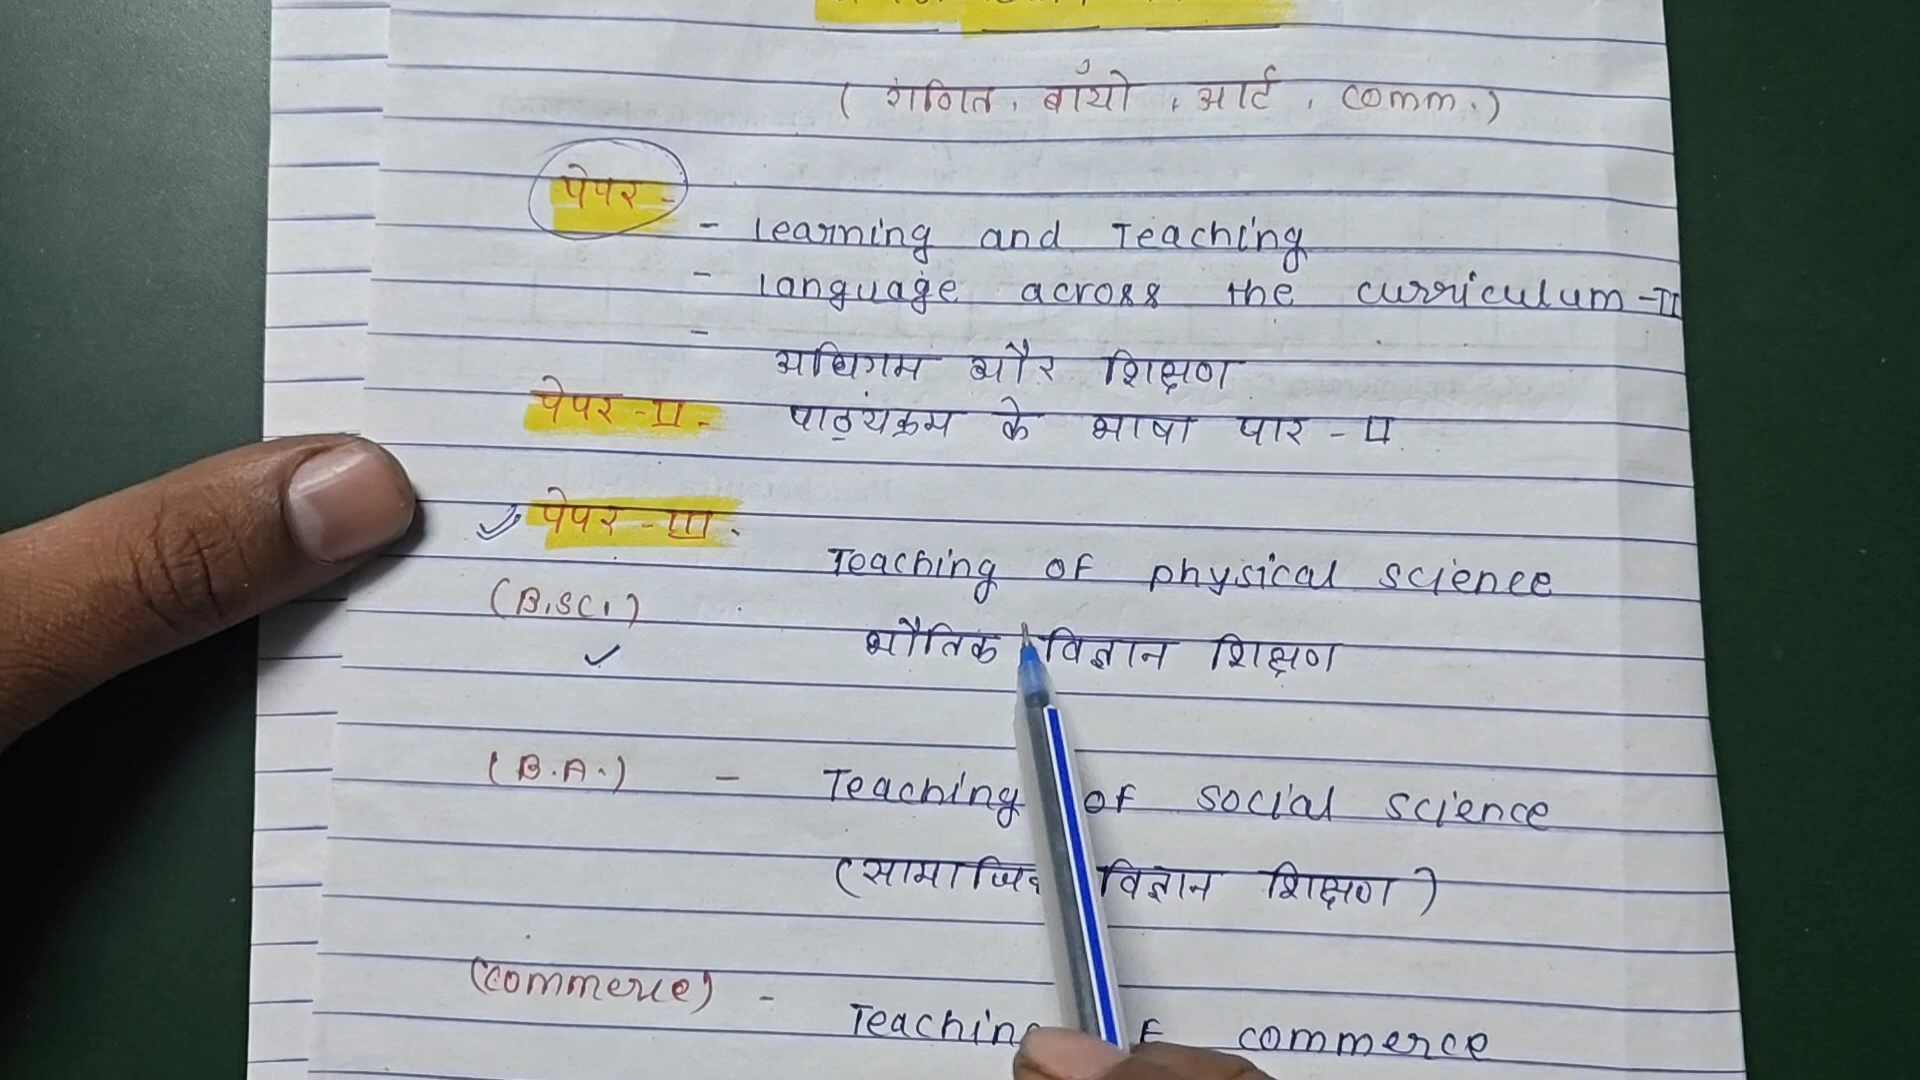 ( गणित, बॉयो, आर्ट, comm.)
पेपर -
- Learning and Teaching
- Language across the curriculum-II
-
अधिगम और शिक्षण
पेपर-II- पाठ्यंक्रम के भाषा पार - II
पेपर-III.
Teaching of physical science
(B.SC.)
भौतिक विज्ञान शिक्षण
(B.A.) - Teaching of social science
(सामाजिक विज्ञान शिक्षण)
(commerce) -
Teaching commerce